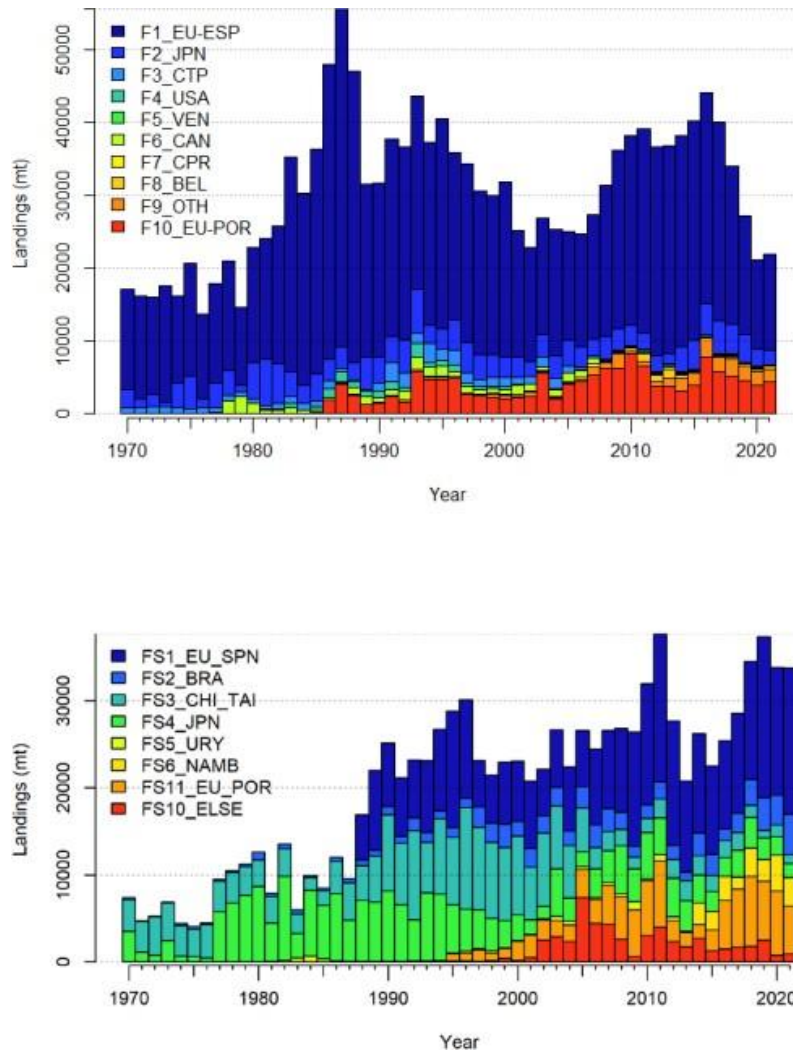 50000
40000
30000
20000
10000
0
Landings (mt)
F1_EU-ESP
F2_JPN
F3_CTP
F4_USA
F5_VEN
F6_CAN
F7_CPR
F8_BEL
F9_OTH
F10_EU-POR
1970 1980 1990 2000 2010 2020
Year
30000
20000
10000
0
Landings (mt)
FS1_EU_SPN
FS2_BRA
FS3_CHI_TAI
FS4_JPN
FS5_URY
FS6_NAMB
FS11_EU_POR
FS10_ELSE
1970 1980 1990 2000 2010 2020
Year